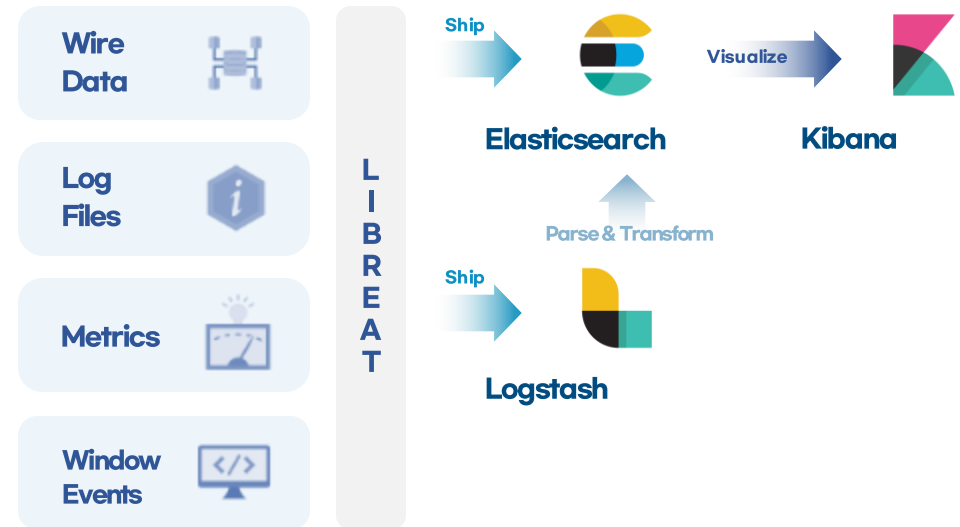 Wire
Data
Log
Files
Metrics
Window
Events
L
I
B
R
E
A
T
Ship
Elasticsearch
Visualize
Kibana
Parse & Transform
Ship
Logstash